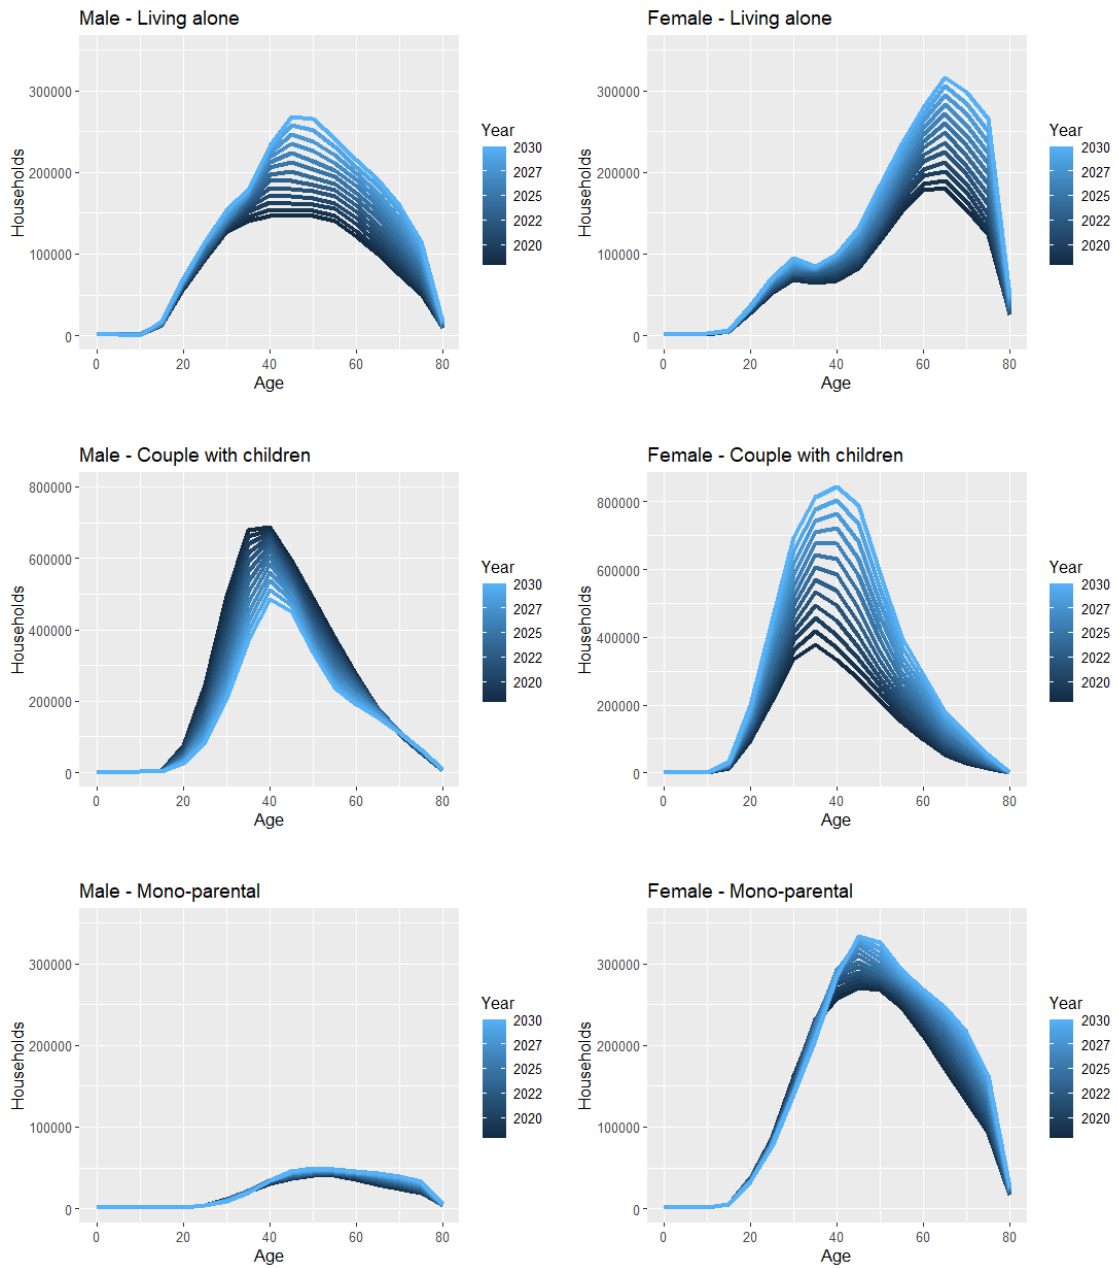 Male - Living alone
Households
300000
200000
100000
0
0 20 40 60 80
Age
Year
2030
2027
2025
2022
2020
Female - Living alone
Households
300000
200000
100000
0
0 20 40 60 80
Age
Year
2030
2027
2025
2022
2020
Male - Couple with children
Households
800000
600000
400000
200000
0
0 20 40 60 80
Age
Year
2030
2027
2025
2022
2020
Female - Couple with children
Households
800000
600000
400000
200000
0
0 20 40 60 80
Age
Year
2030
2027
2025
2022
2020
Male - Mono-parental
Households
300000
200000
100000
0
0 20 40 60 80
Age
Year
2030
2027
2025
2022
2020
Female - Mono-parental
Households
300000
200000
100000
0
0 20 40 60 80
Age
Year
2030
2027
2025
2022
2020